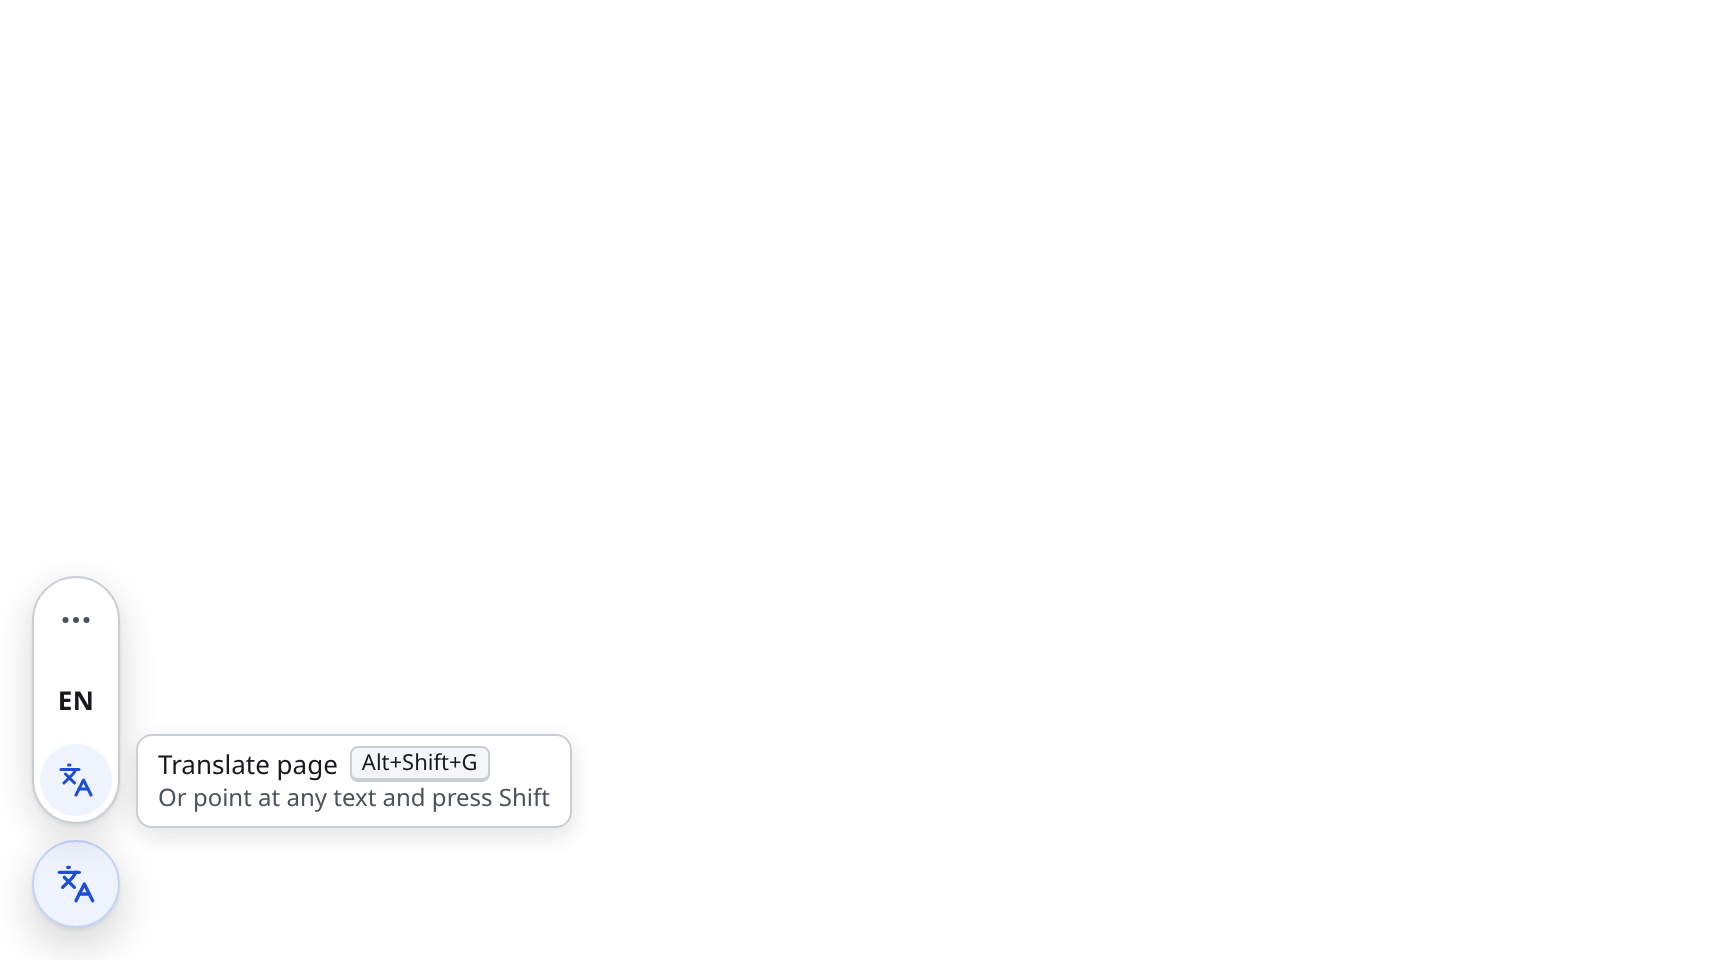 EN
Translate page Alt+Shift+G
Or point at any text and press Shift